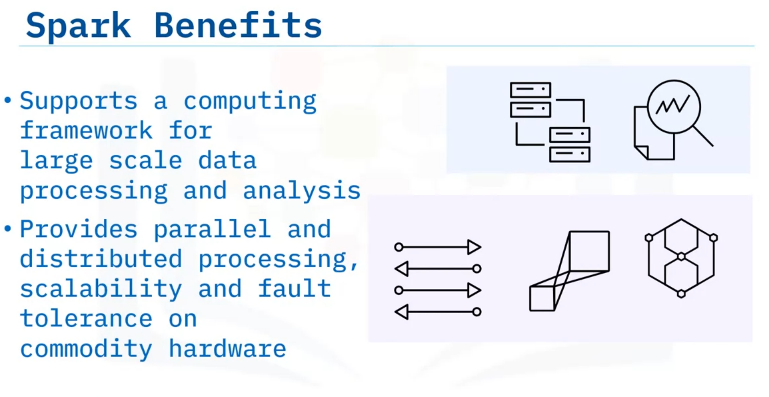 Spark Benefits
• Supports a computing
framework for
large scale data
processing and analysis
• Provides parallel and
distributed processing,
scalability and fault
tolerance on
commodity hardware